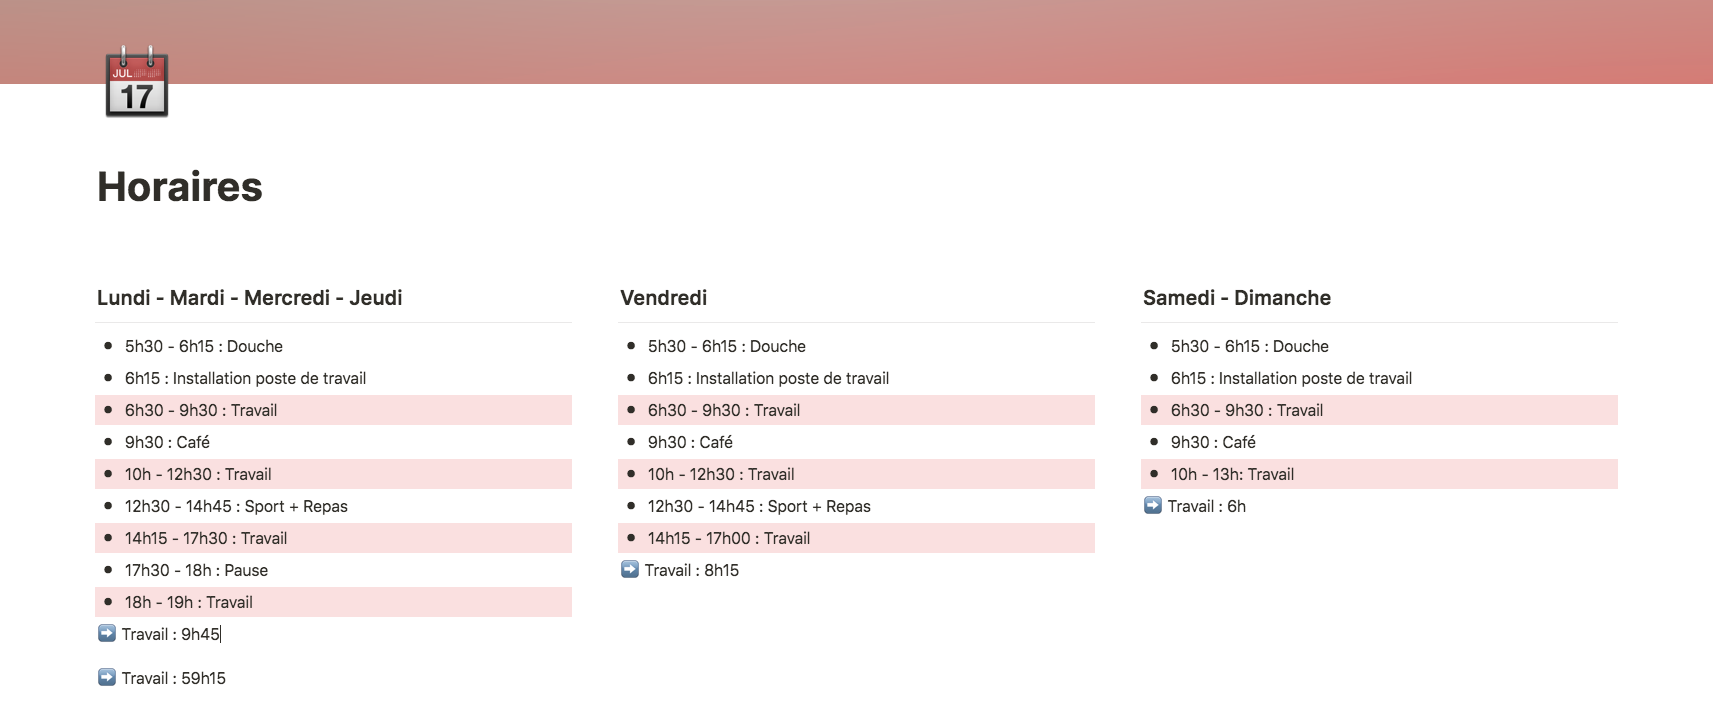 JUL
17
Horaires
Lundi - Mardi - Mercredi - Jeudi
5h30 - 6h15 : Douche
6h15 : Installation poste de travail
6h30 - 9h30 : Travail
9h30 : Café
10h - 12h30 : Travail
12h30 - 14h45 : Sport + Repas
14h15 - 17h30 : Travail
17h30 - 18h : Pause
18h - 19h : Travail
➡️ Travail : 9h45
➡️ Travail : 59h15
Vendredi
5h30 - 6h15 : Douche
6h15 : Installation poste de travail
6h30 - 9h30 : Travail
9h30 : Café
10h - 12h30 : Travail
12h30 - 14h45 : Sport + Repas
14h15 - 17h00 : Travail
➡️ Travail : 8h15
Samedi - Dimanche
5h30 - 6h15 : Douche
6h15 : Installation poste de travail
6h30 - 9h30 : Travail
9h30 : Café
10h - 13h: Travail
➡️ Travail : 6h